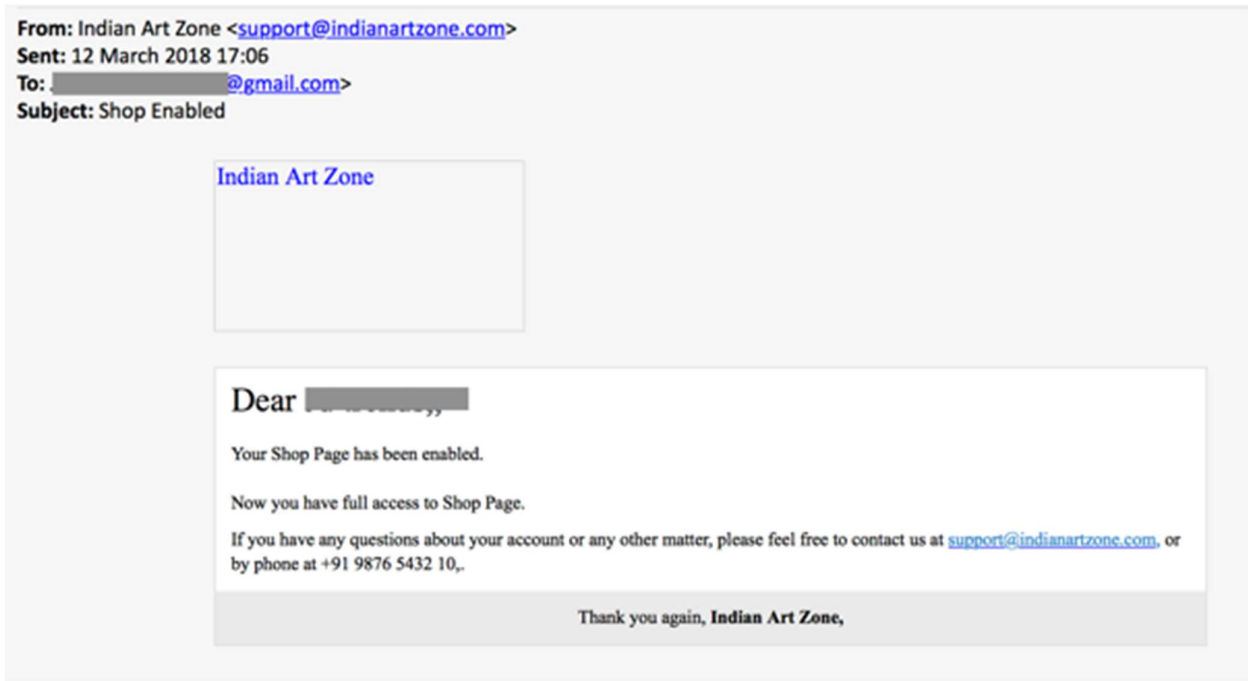 From: Indian Art Zone <support@indianartzone.com>
Sent: 12 March 2018 17:06
To: @gmail.com>
Subject: Shop Enabled
Indian Art Zone
Dear
Your Shop Page has been enabled.
Now you have full access to Shop Page.
If you have any questions about your account or any other matter, please feel free to contact us at support@indianartzone.com, or
by phone at +91 9876 5432 10,.
Thank you again, Indian Art Zone,